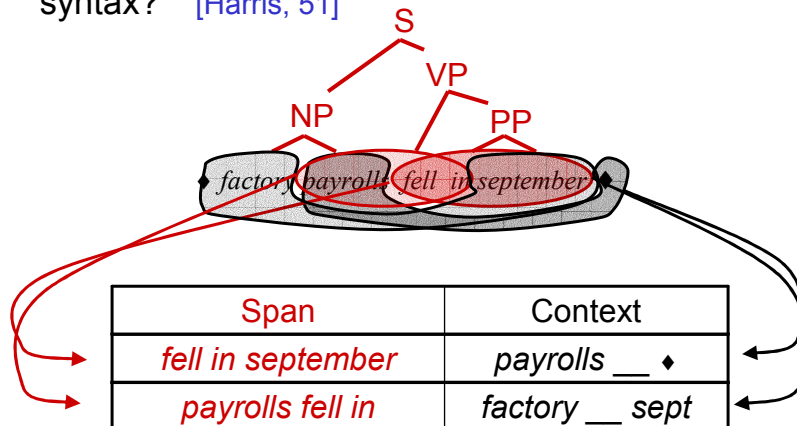 syntax? [Harris, 51]
S
VP
NP
PP
♦ factory payrolls fell in september ♦
Span Context
fell in september payrolls __ ♦
payrolls fell in factory __ sept